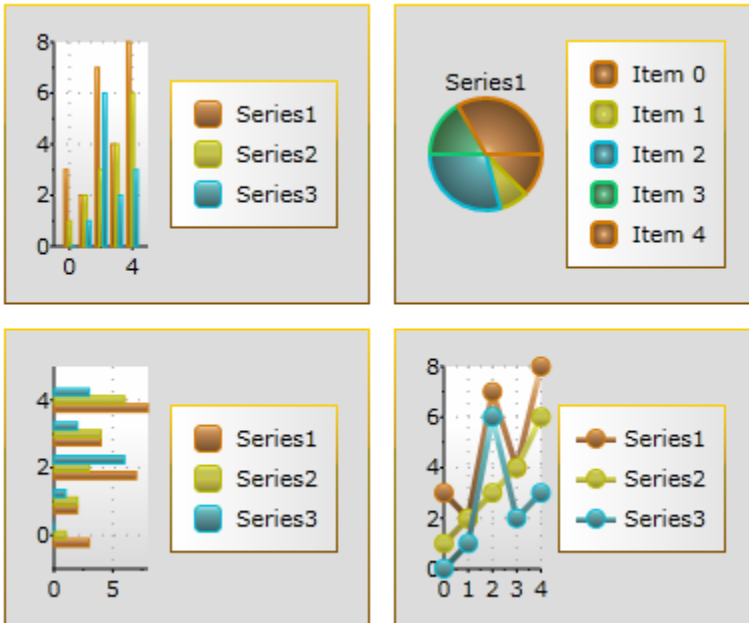 8
6
4
2
0
0 4
Series1
Series2
Series3
Series1
Item 0
Item 1
Item 2
Item 3
Item 4
4
2
0
0 5
Series1
Series2
Series3
8
6
4
2
0
0 1 2 3 4
Series1
Series2
Series3